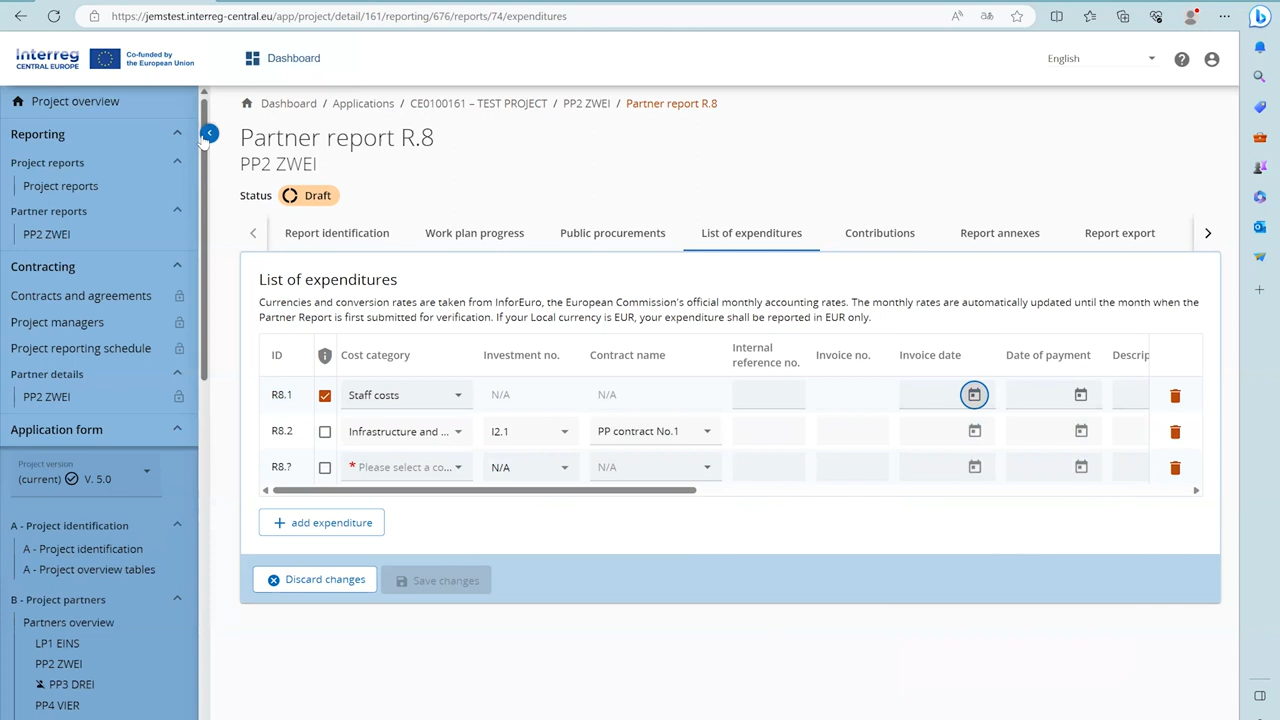 https://jemstest.interreg-central.eu/app/project/detail/161/reporting/676/reports/74/expenditures
Interreg
CENTRAL EUROPE
Co-funded by
the European Union
Dashboard
English
Project overview
Reporting
Project reports
Project reports
Partner reports
PP2 ZWEI
Contracting
Contracts and agreements
Project managers
Project reporting schedule
Partner details
PP2 ZWEI
Application form
Project version
(current) V. 5.0
A - Project identification
A - Project identification
A - Project overview tables
B - Project partners
Partners overview
LP1 EINS
PP2 ZWEI
PP3 DREI
PP4 VIER
Dashboard / Applications / CE0100161 – TEST PROJECT / PP2 ZWEI / Partner report R.8
Partner report R.8
PP2 ZWEI
Status Draft
Report identification Work plan progress Public procurements List of expenditures Contributions Report annexes Report export
List of expenditures
Currencies and conversion rates are taken from InforEuro, the European Commission's official monthly accounting rates. The monthly rates are automatically updated until the month when the
Partner Report is first submitted for verification. If your Local currency is EUR, your expenditure shall be reported in EUR only.
ID Cost category Investment no. Contract name Internal reference no. Invoice no. Invoice date Date of payment Descrip
R8.1 Staff costs N/A N/A
R8.2 Infrastructure and ... I2.1 PP contract No.1
R8.? * Please select a co... N/A N/A
+ add expenditure
Discard changes Save changes